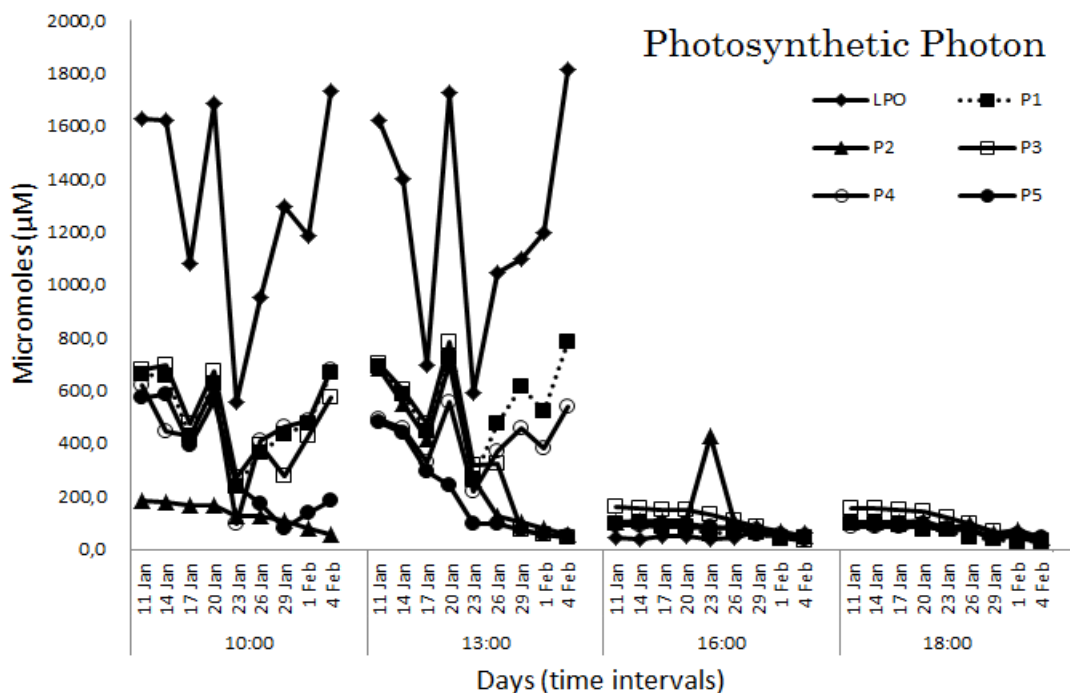 Photosynthetic Photon
LPO
P1
P2
P3
P4
P5
Micromoles (µM)
2000,0
1800,0
1600,0
1400,0
1200,0
1000,0
800,0
600,0
400,0
200,0
0,0
11 Jan
14 Jan
17 Jan
20 Jan
23 Jan
26 Jan
29 Jan
1 Feb
4 Feb
11 Jan
14 Jan
17 Jan
20 Jan
23 Jan
26 Jan
29 Jan
1 Feb
4 Feb
11 Jan
14 Jan
17 Jan
20 Jan
23 Jan
26 Jan
29 Jan
1 Feb
4 Feb
11 Jan
14 Jan
17 Jan
20 Jan
23 Jan
26 Jan
29 Jan
1 Feb
4 Feb
10:00
13:00
16:00
18:00
Days (time intervals)